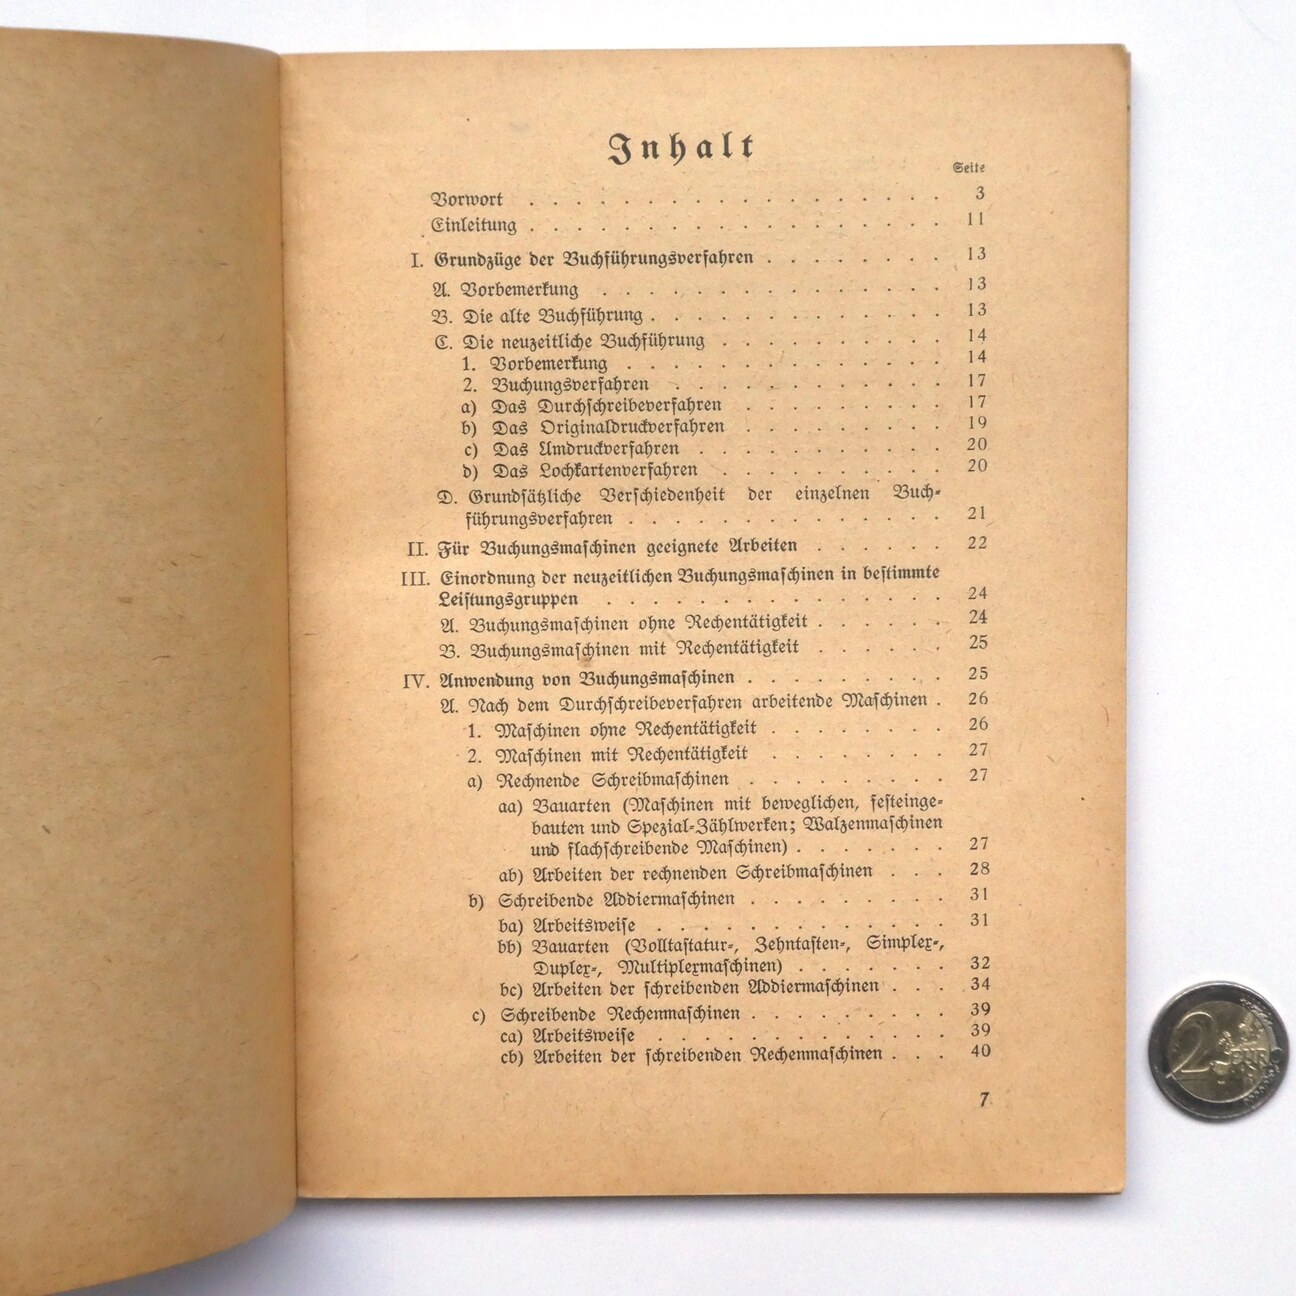 Inhalt
Seite
Vorwort . . . . . . . . . . . . . . . . . . 3
Einleitung . . . . . . . . . . . . . . . . . . 11
I. Grundzüge der Buchführungsverfahren . . . . . . . . 13
A. Vorbemerkung . . . . . . . . . . . . . . . 13
B. Die alte Buchführung . . . . . . . . . . . . . 13
C. Die neuzeitliche Buchführung . . . . . . . . . . 14
1. Vorbemerkung . . . . . . . . . . . . . . 14
2. Buchungsverfahren . . . . . . . . . . . . 17
a) Das Durchschreibeverfahren . . . . . . . . . 17
b) Das Originaldruckverfahren . . . . . . . . . 19
c) Das Umdruckverfahren . . . . . . . . . . . 20
d) Das Lochkartenverfahren . . . . . . . . . . 20
D. Grundsätzliche Verschiedenheit der einzelnen Buch-
führungsverfahren . . . . . . . . . . . . . . 21
II. Für Buchungsmaschinen geeignete Arbeiten . . . . . . 22
III. Einordnung der neuzeitlichen Buchungsmaschinen in bestimmte
Leistungsgruppen . . . . . . . . . . . . . . . 24
A. Buchungsmaschinen ohne Rechentätigkeit . . . . . . 24
B. Buchungsmaschinen mit Rechentätigkeit . . . . . . 25
IV. Anwendung von Buchungsmaschinen . . . . . . . . . 25
A. Nach dem Durchschreibeverfahren arbeitende Maschinen . 26
1. Maschinen ohne Rechentätigkeit . . . . . . . . 26
2. Maschinen mit Rechentätigkeit . . . . . . . . 27
a) Rechnende Schreibmaschinen . . . . . . . . . 27
aa) Bauarten (Maschinen mit beweglichen, festeinge-
bauten und Spezial-Zählwerken; Walzenmaschinen
und flachschreibende Maschinen) . . . . . . . 27
ab) Arbeiten der rechnenden Schreibmaschinen . . . 28
b) Schreibende Addiermaschinen . . . . . . . . . 31
ba) Arbeitsweise . . . . . . . . . . . . . 31
bb) Bauarten (Volltastatur-, Zehntasten-, Simplex-,
Duplex-, Multiplexmaschinen) . . . . . . . 32
bc) Arbeiten der schreibenden Addiermaschinen . . . 34
c) Schreibende Rechenmaschinen . . . . . . . . . 39
ca) Arbeitsweise . . . . . . . . . . . . . 39
cb) Arbeiten der schreibenden Rechenmaschinen . . . 40
7
2 EURO